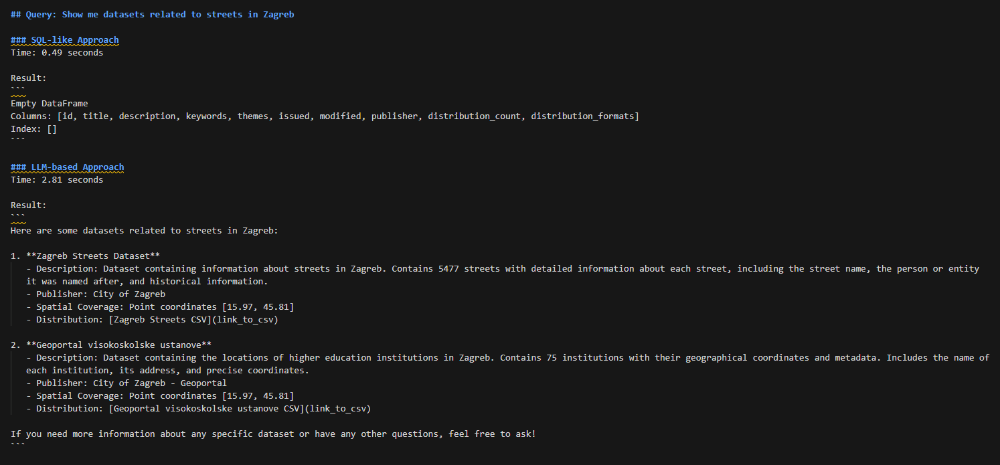 ## Query: Show me datasets related to streets in Zagreb
### SQL-like Approach
Time: 0.49 seconds
Result:
```
Empty DataFrame
Columns: [id, title, description, keywords, themes, issued, modified, publisher, distribution_count, distribution_formats]
Index: []
```
### LLM-based Approach
Time: 2.81 seconds
Result:
```
Here are some datasets related to streets in Zagreb:
1. **Zagreb Streets Dataset**
- Description: Dataset containing information about streets in Zagreb. Contains 5477 streets with detailed information about each street, including the street name, the person or entity
it was named after, and historical information.
- Publisher: City of Zagreb
- Spatial Coverage: Point coordinates [15.97, 45.81]
- Distribution: [Zagreb Streets CSV](link_to_csv)
2. **Geoportal visokoskolske ustanove**
- Description: Dataset containing the locations of higher education institutions in Zagreb. Contains 75 institutions with their geographical coordinates and metadata. Includes the name of
each institution, its address, and precise coordinates.
- Publisher: City of Zagreb - Geoportal
- Spatial Coverage: Point coordinates [15.97, 45.81]
- Distribution: [Geoportal visokoskolske ustanove CSV](link_to_csv)
If you need more information about any specific dataset or have any other questions, feel free to ask!
```